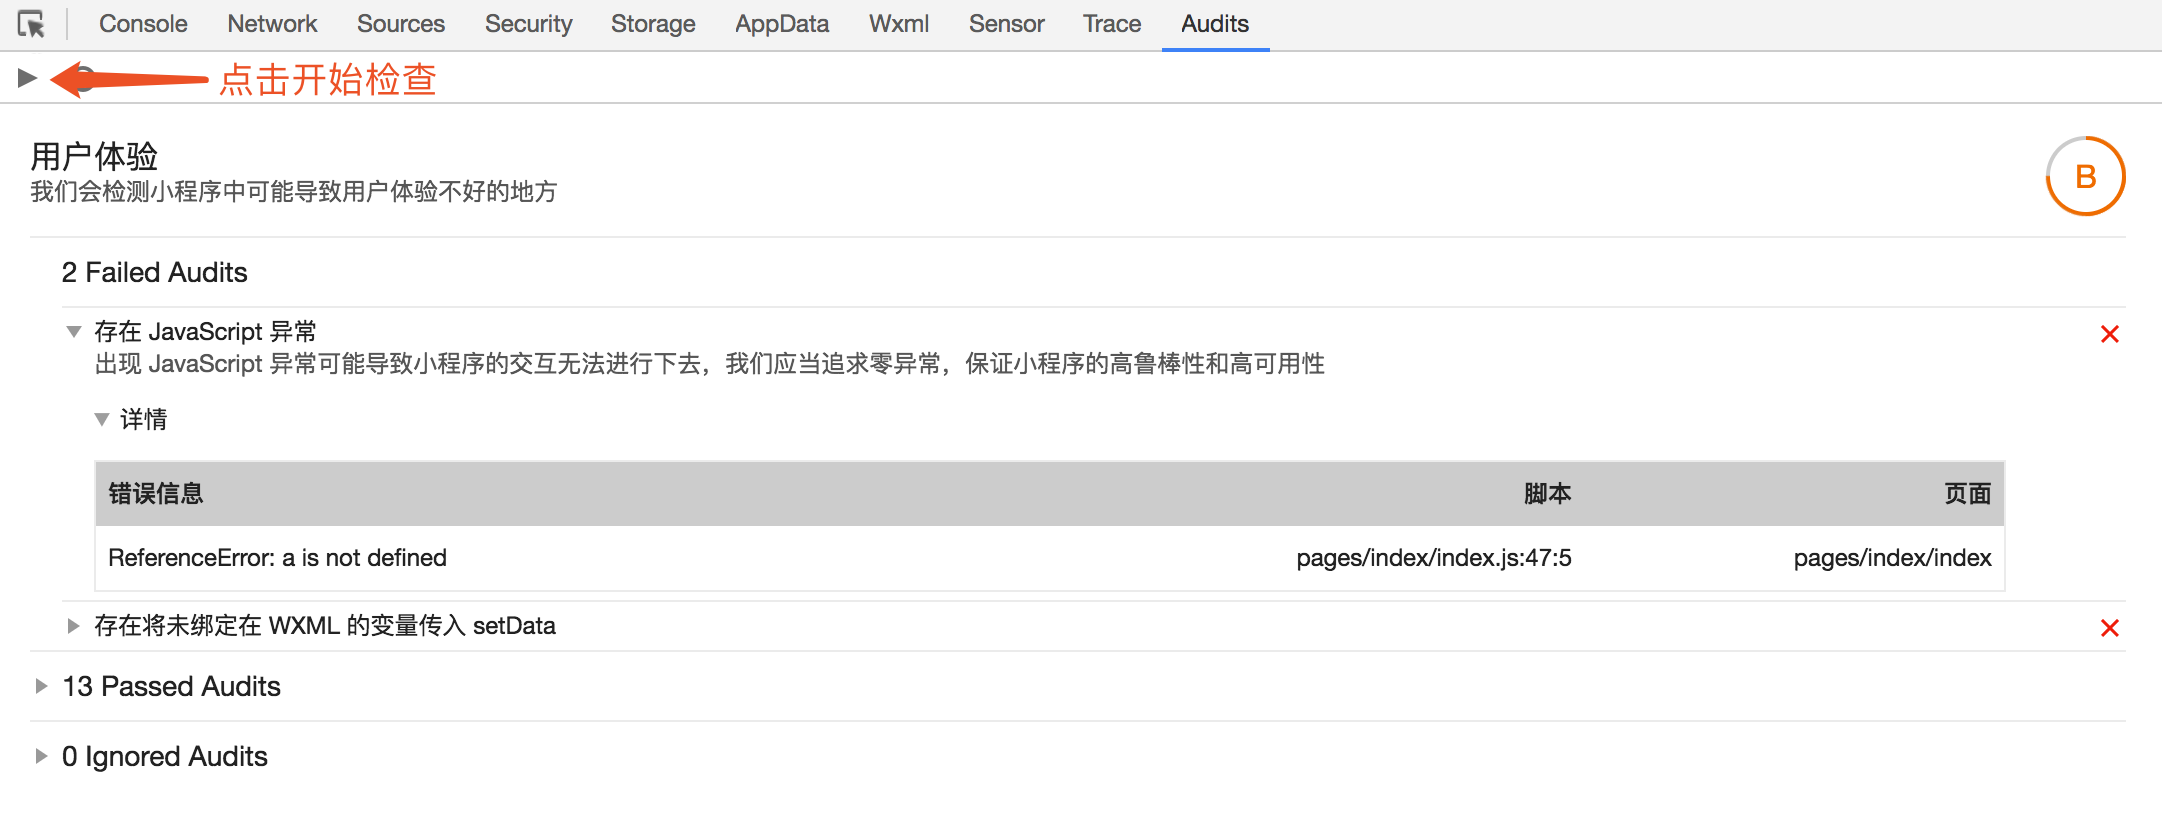 Console Network Sources Security Storage AppData Wxml Sensor Trace Audits
点击开始检查
用户体验
我们会检测小程序中可能导致用户体验不好的地方
B
2 Failed Audits
存在 JavaScript 异常
出现 JavaScript 异常可能导致小程序的交互无法进行下去，我们应当追求零异常，保证小程序的高鲁棒性和高可用性
详情
错误信息 脚本 页面
ReferenceError: a is not defined pages/index/index.js:47:5 pages/index/index
存在将未绑定在 WXML 的变量传入 setData
13 Passed Audits
0 Ignored Audits